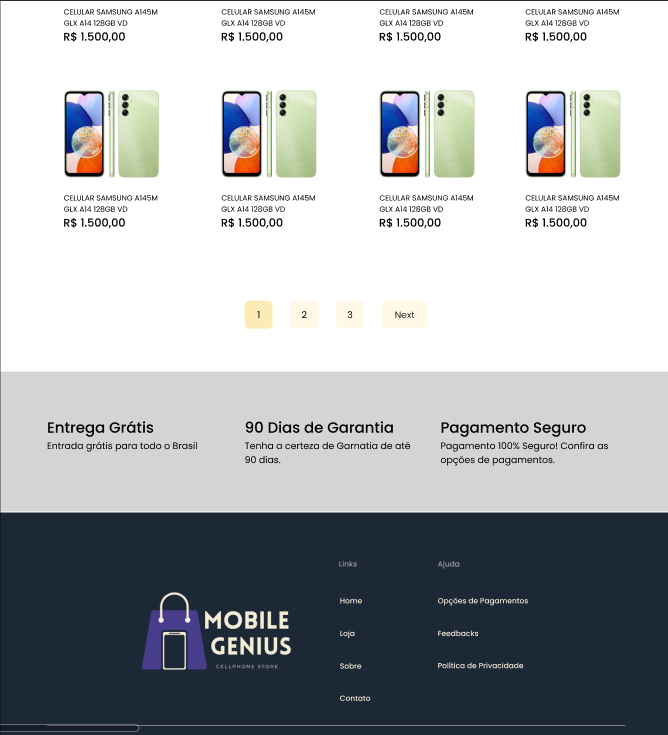 CELULAR SAMSUNG A145M
GLX A14 128GB VD
R$ 1.500,00
CELULAR SAMSUNG A145M
GLX A14 128GB VD
R$ 1.500,00
CELULAR SAMSUNG A145M
GLX A14 128GB VD
R$ 1.500,00
CELULAR SAMSUNG A145M
GLX A14 128GB VD
R$ 1.500,00
CELULAR SAMSUNG A145M
GLX A14 128GB VD
R$ 1.500,00
CELULAR SAMSUNG A145M
GLX A14 128GB VD
R$ 1.500,00
CELULAR SAMSUNG A145M
GLX A14 128GB VD
R$ 1.500,00
CELULAR SAMSUNG A145M
GLX A14 128GB VD
R$ 1.500,00
1 2 3 Next
Entrega Grátis
Entrada grátis para todo o Brasil
90 Dias de Garantia
Tenha a certeza de Garnatia de até
90 dias.
Pagamento Seguro
Pagamento 100% Seguro! Confira as
opções de pagamentos.
MOBILE
GENIUS
CELLPHONE STORE
Links
Home
Loja
Sobre
Contato
Ajuda
Opções de Pagamentos
Feedbacks
Política de Privacidade